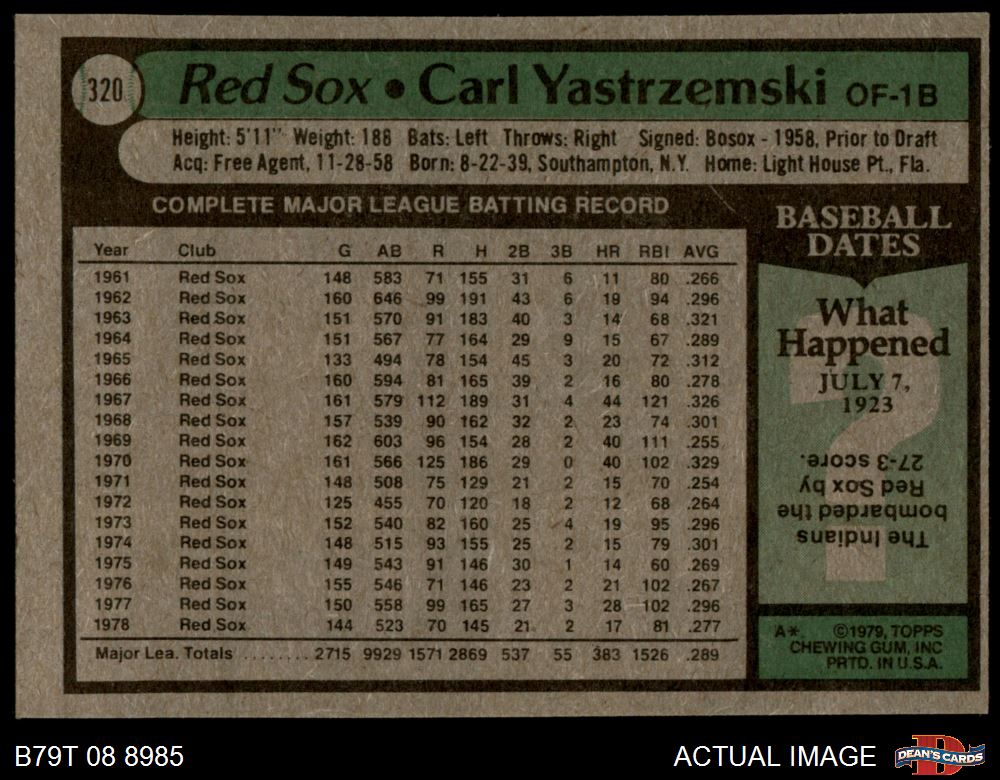 320
Red Sox • Carl Yastrzemski OF-1B
Height: 5'11" Weight: 188 Bats: Left Throws: Right Signed: Bosox - 1958, Prior to Draft
Acq: Free Agent, 11-28-58 Born: 8-22-39, Southampton, N.Y. Home: Light House Pt., Fla.
COMPLETE MAJOR LEAGUE BATTING RECORD
Year Club G AB R H 2B 3B HR RBI AVG
1961 Red Sox 148 583 71 155 31 6 11 80 .266
1962 Red Sox 160 646 99 191 43 6 19 94 .296
1963 Red Sox 151 570 91 183 40 3 14 68 .321
1964 Red Sox 151 567 77 164 29 9 15 67 .289
1965 Red Sox 133 494 78 154 45 3 20 72 .312
1966 Red Sox 160 594 81 165 39 2 16 80 .278
1967 Red Sox 161 579 112 189 31 4 44 121 .326
1968 Red Sox 157 539 90 162 32 2 23 74 .301
1969 Red Sox 162 603 96 154 28 2 40 111 .255
1970 Red Sox 161 566 125 186 29 0 40 102 .329
1971 Red Sox 148 508 75 129 21 2 15 70 .254
1972 Red Sox 125 455 70 120 18 2 12 68 .264
1973 Red Sox 152 540 82 160 25 4 19 95 .296
1974 Red Sox 148 515 93 155 25 2 15 79 .301
1975 Red Sox 149 543 91 146 30 1 14 60 .269
1976 Red Sox 155 546 71 146 23 2 21 102 .267
1977 Red Sox 150 558 99 165 27 3 28 102 .296
1978 Red Sox 144 523 70 145 21 2 17 81 .277
Major Lea. Totals ........ 2715 9929 1571 2869 537 55 383 1526 .289
BASEBALL
DATES
What
Happened
JULY 7,
1923
?
The Indians
bombarded the
Red Sox by
27-3 score.
A*. ©1979, TOPPS
CHEWING GUM, INC
PRTD. IN U.S.A.
B79T 08 8985
ACTUAL IMAGE
D
DEAN'S CARDS